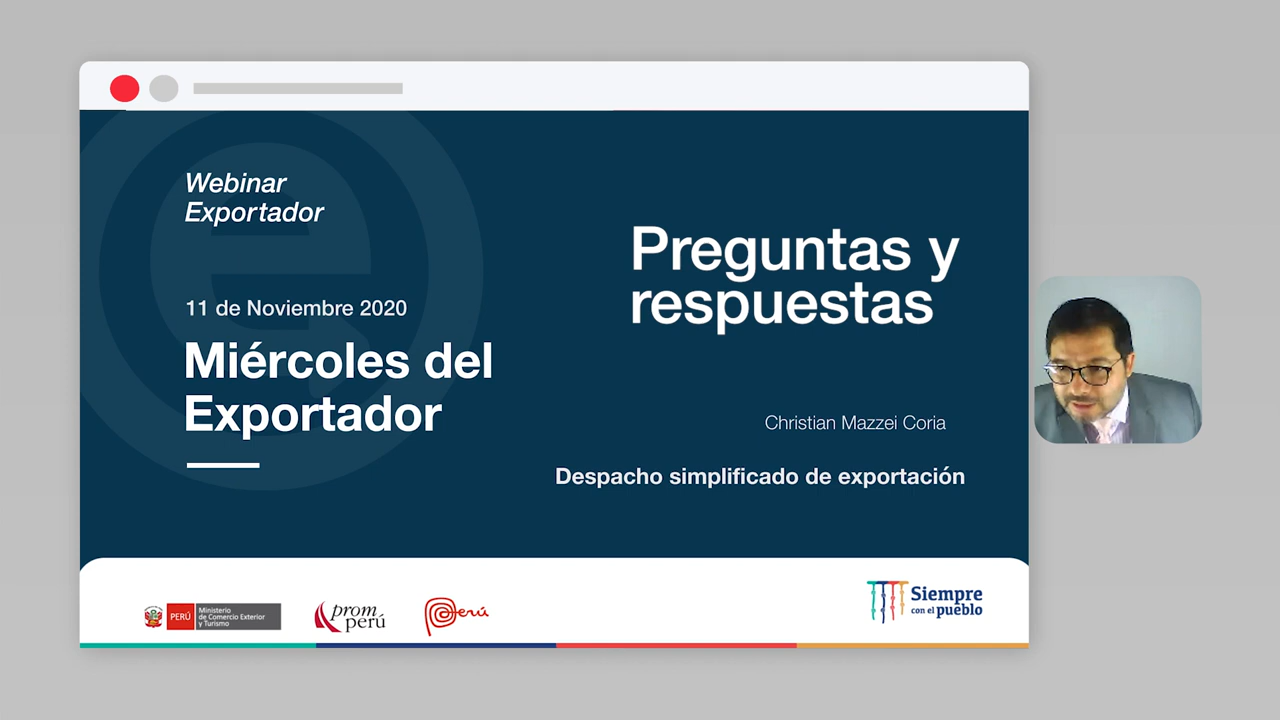 Webinar
Exportador
11 de Noviembre 2020
Miércoles del
Exportador
Preguntas y
respuestas
Christian Mazzei Coria
Despacho simplificado de exportación
PERÚ
Ministerio
de Comercio Exterior
y Turismo
prom
perú
Perú
Siempre
con el pueblo